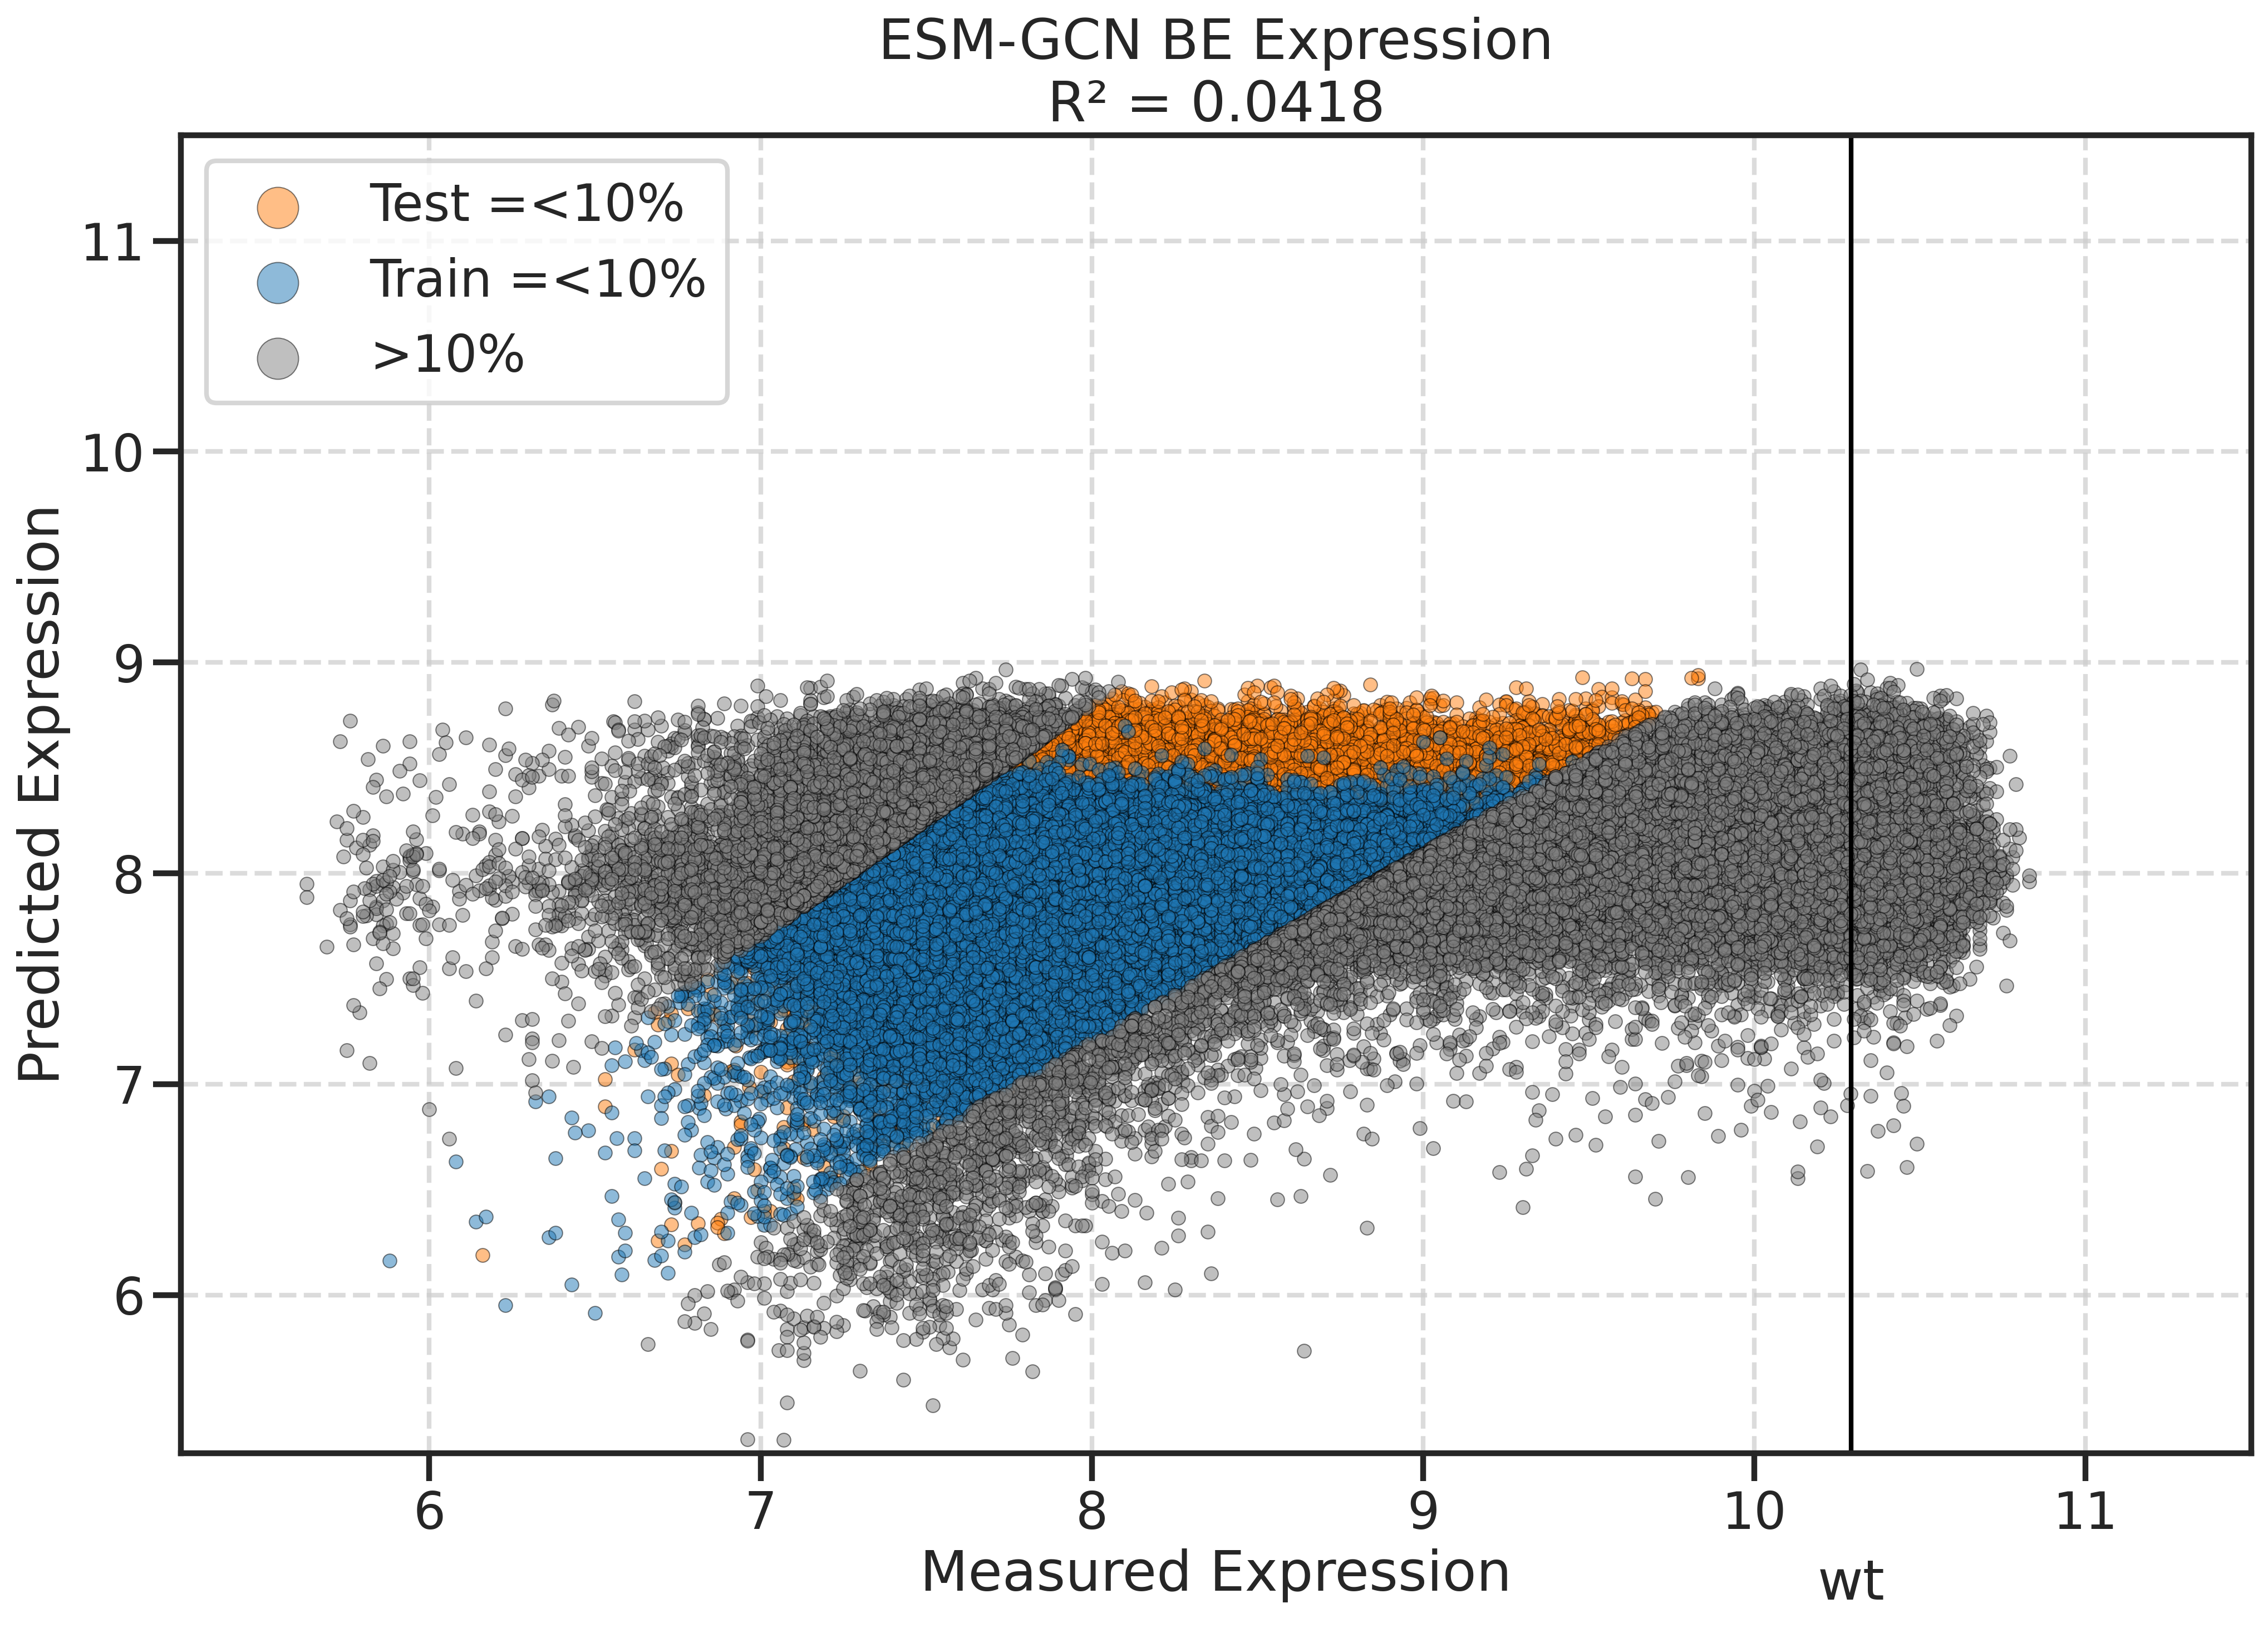 ESM-GCN BE Expression
R² = 0.0418
Test =<10%
Train =<10%
>10%
11
10
9
8
7
6
Predicted Expression
6
7
8
9
10
11
Measured Expression
wt